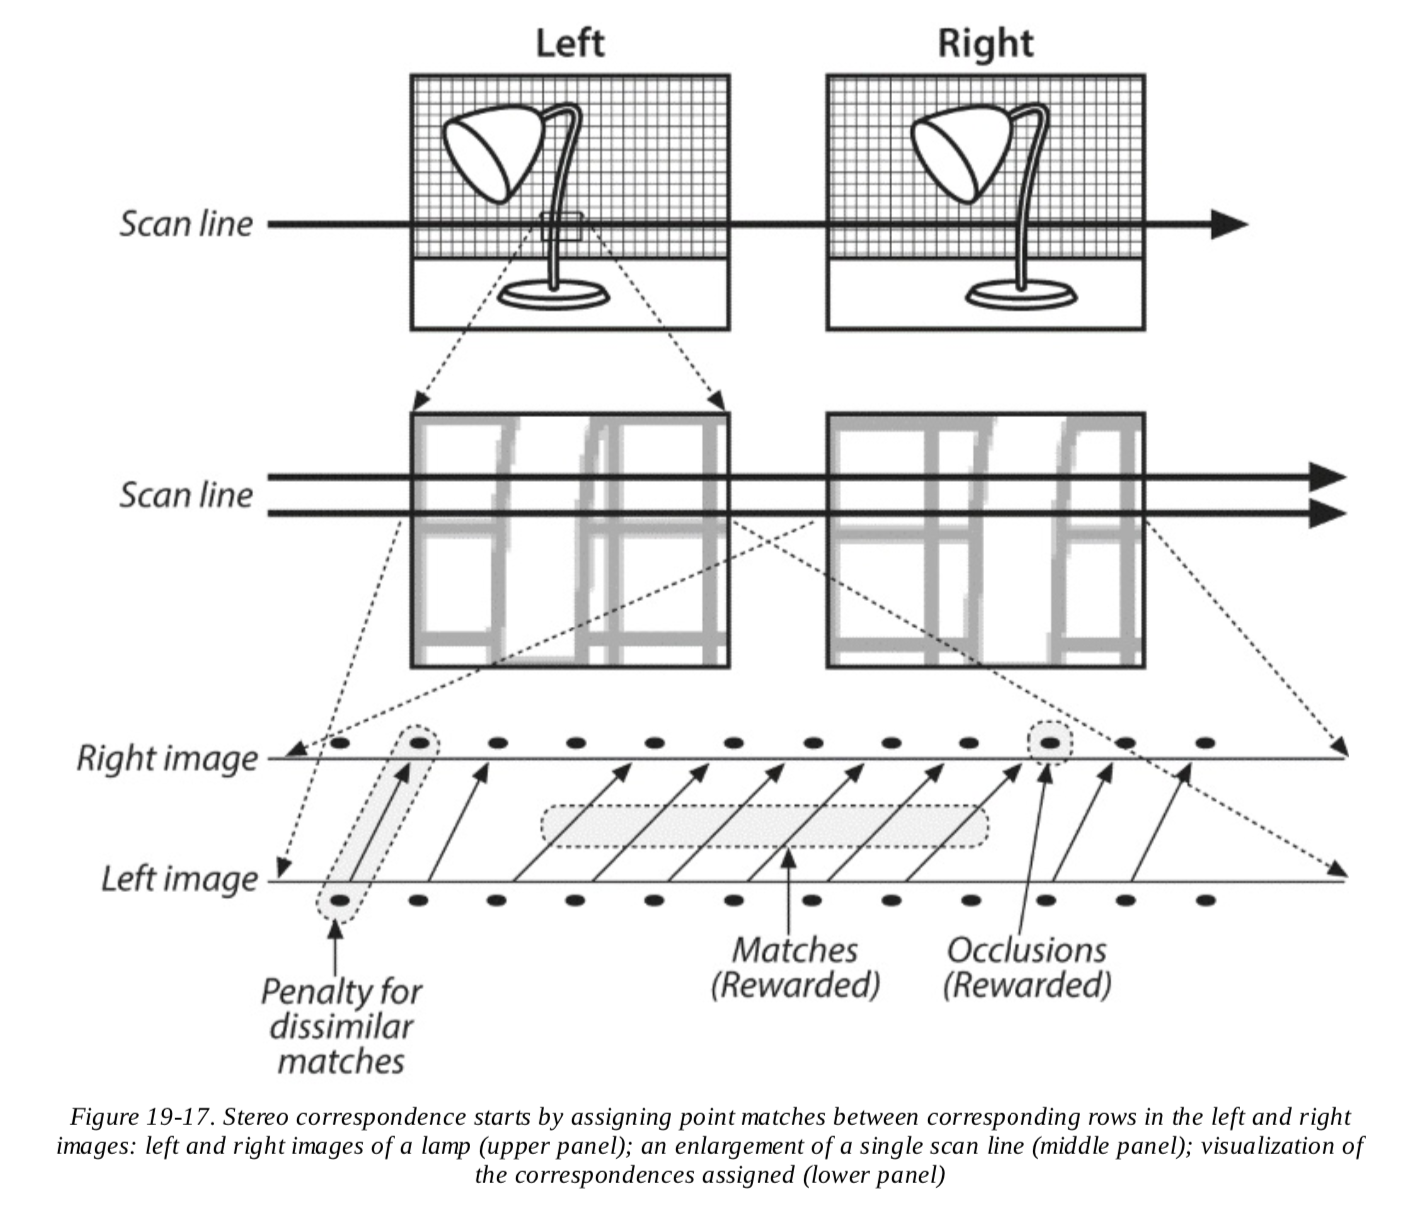 Left
Right
Scan line
Scan line
Right image
Left image
Matches
(Rewarded)
Occlusions
(Rewarded)
Penalty for
dissimilar
matches
Figure 19-17. Stereo correspondence starts by assigning point matches between corresponding rows in the left and right
images: left and right images of a lamp (upper panel); an enlargement of a single scan line (middle panel); visualization of
the correspondences assigned (lower panel)